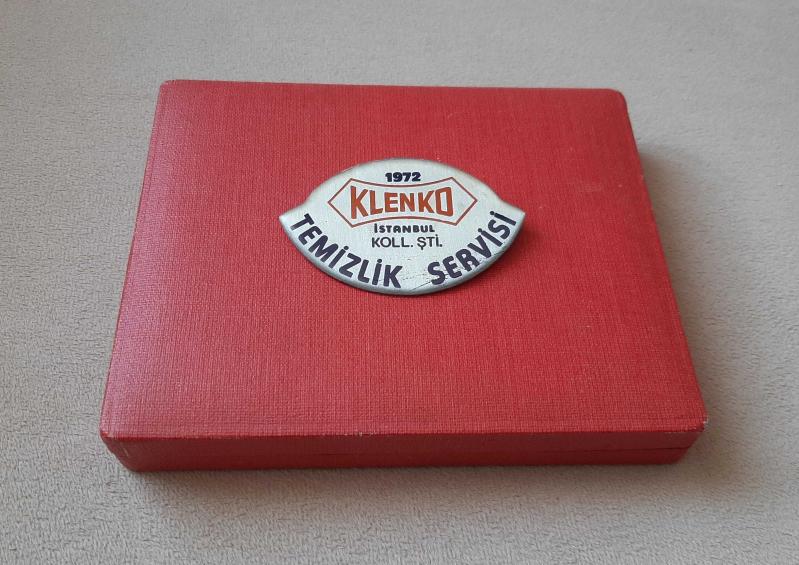 1972
KLENKO
İSTANBUL
KOLL. ŞTİ.
TEMİZLİK SERVİSİ